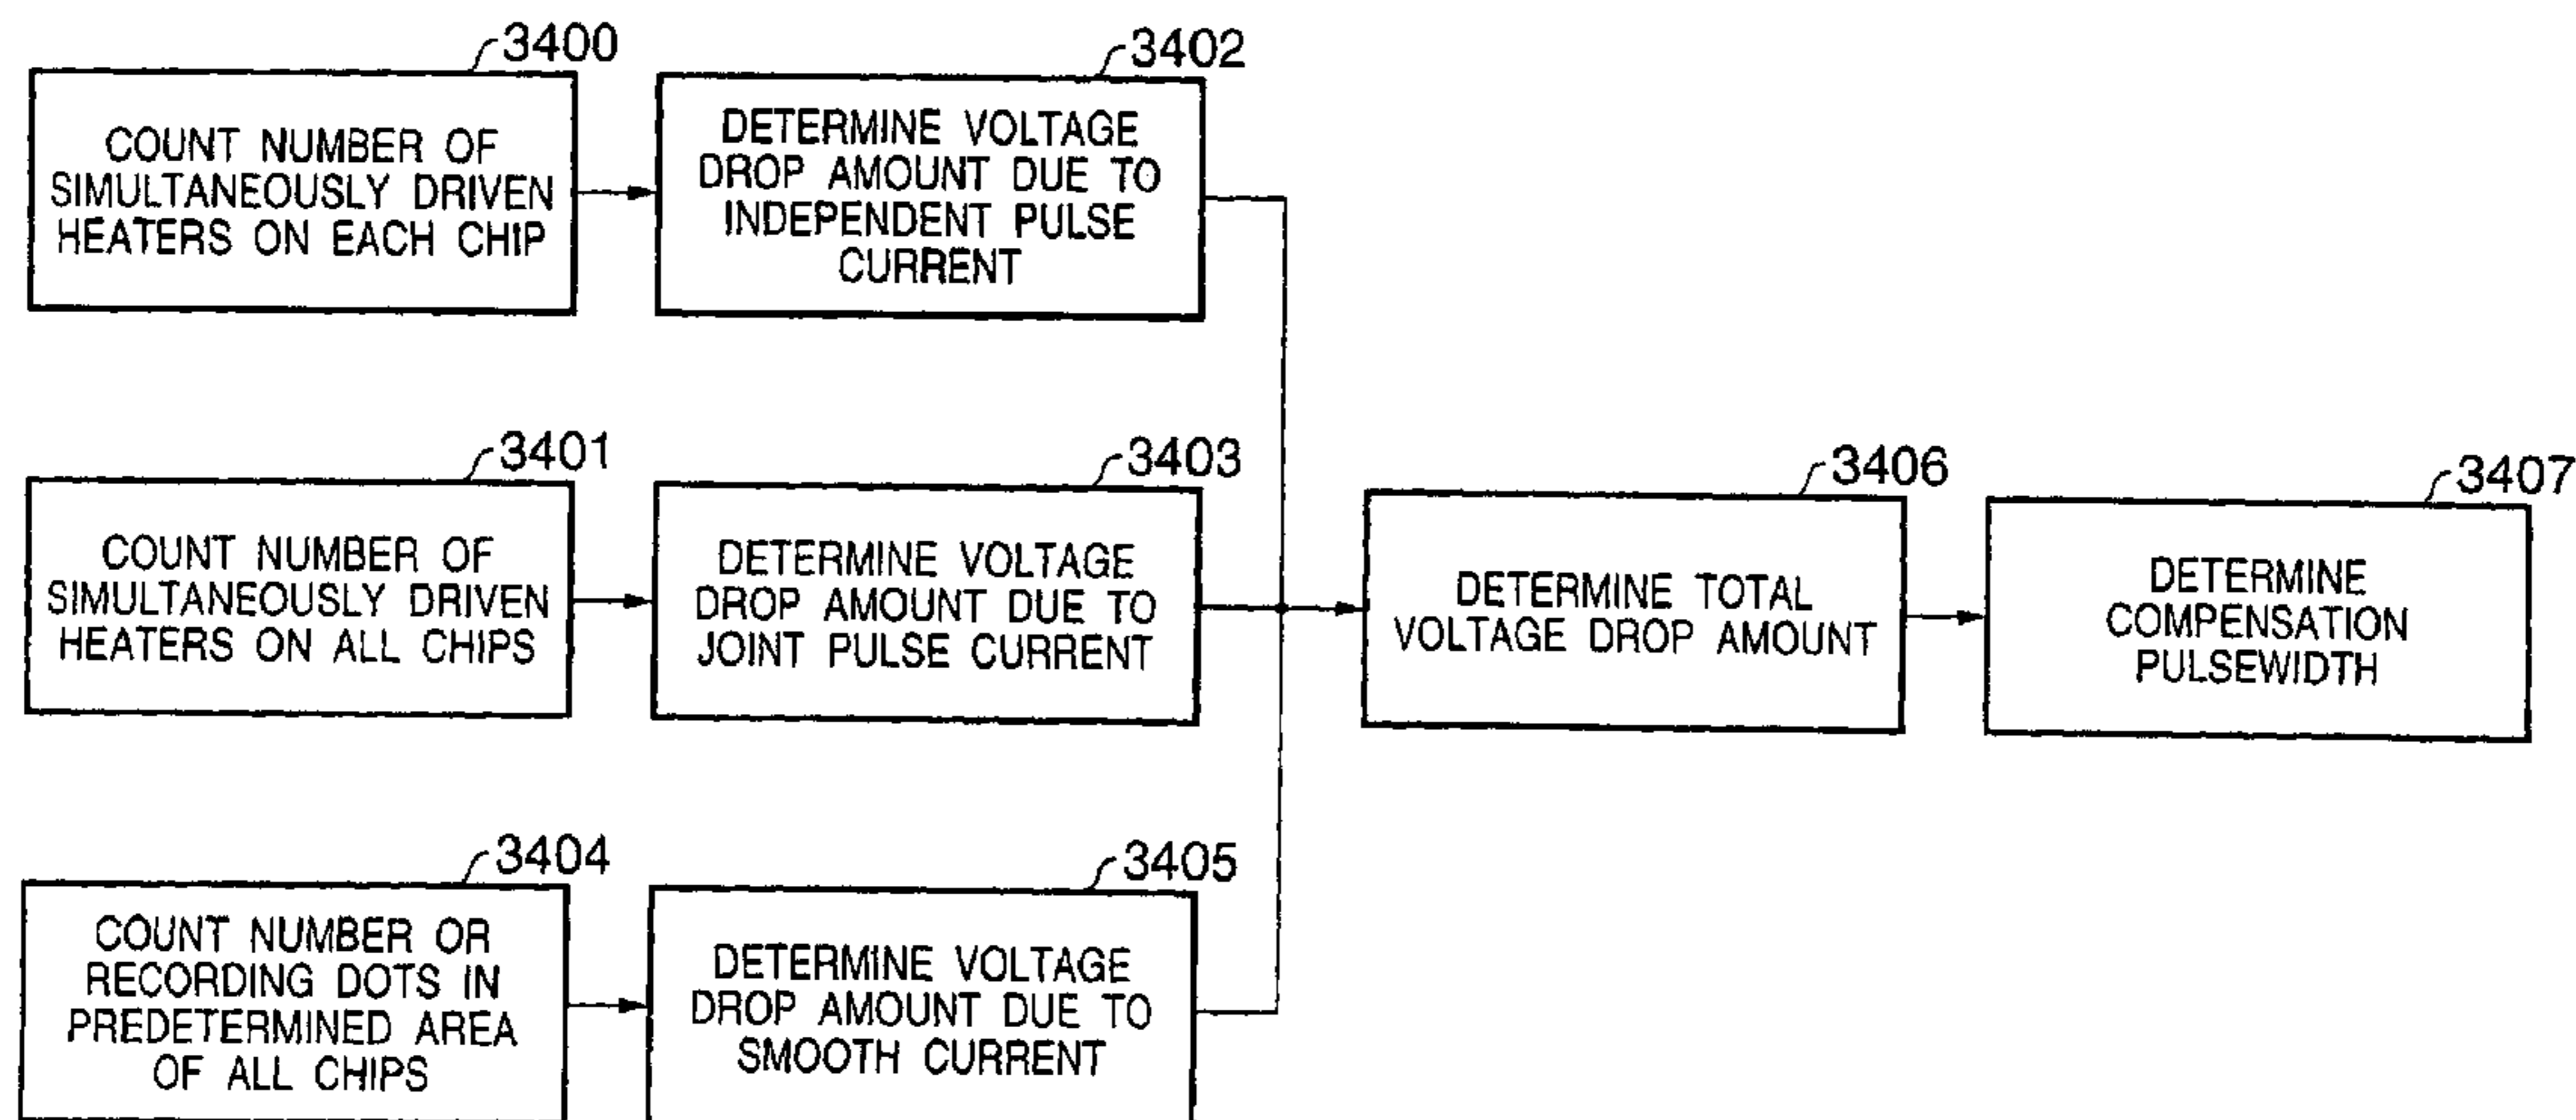 3400
COUNT NUMBER OF
SIMULTANEOUSLY DRIVEN
HEATERS ON EACH CHIP
3402
DETERMINE VOLTAGE
DROP AMOUNT DUE TO
INDEPENDENT PULSE
CURRENT
3401
COUNT NUMBER OF
SIMULTANEOUSLY DRIVEN
HEATERS ON ALL CHIPS
3403
DETERMINE VOLTAGE
DROP AMOUNT DUE TO
JOINT PULSE CURRENT
3406
DETERMINE TOTAL
VOLTAGE DROP AMOUNT
3407
DETERMINE
COMPENSATION
PULSEWIDTH
3404
COUNT NUMBER OR
RECORDING DOTS IN
PREDETERMINED AREA
OF ALL CHIPS
3405
DETERMINE VOLTAGE
DROP AMOUNT DUE TO
SMOOTH CURRENT